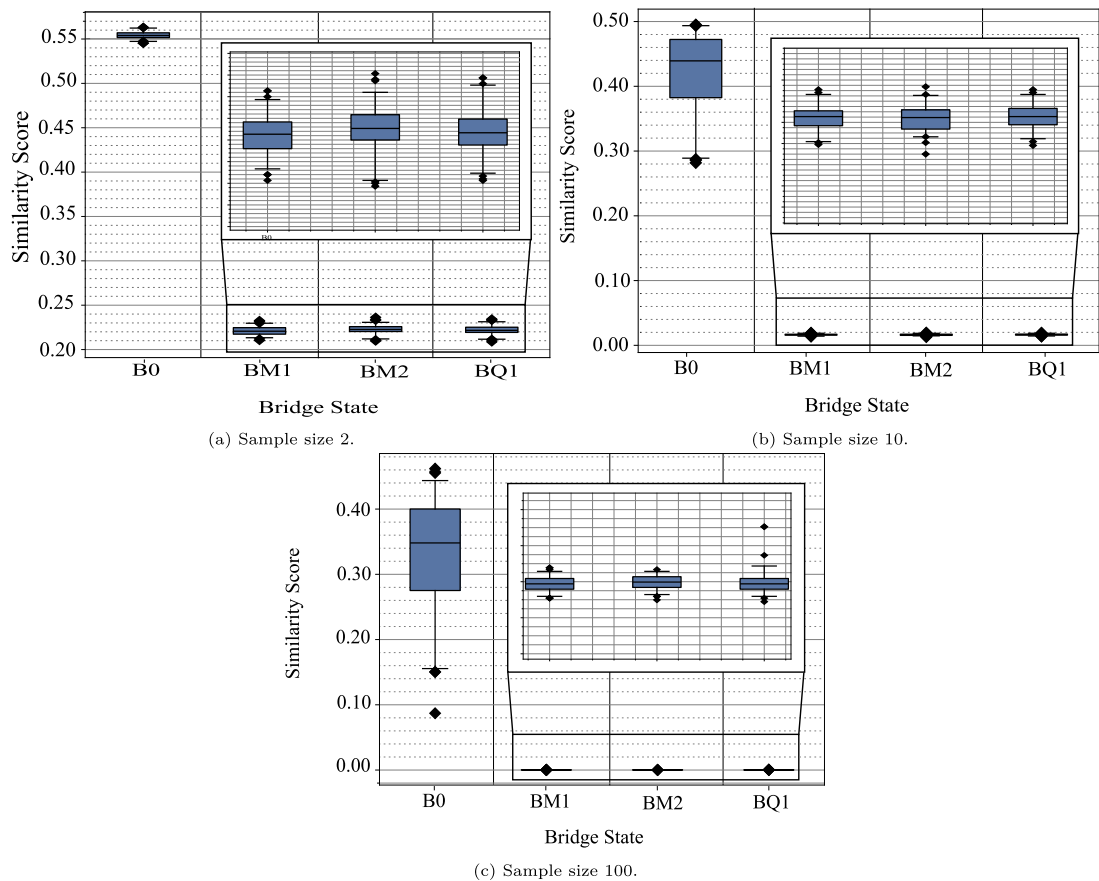 Similarity Score
0.55
0.50
0.45
0.40
0.35
0.30
0.25
0.20
B0
B0 BM1 BM2 BQ1
Bridge State
(a) Sample size 2.
Similarity Score
0.50
0.40
0.30
0.20
0.10
0.00
B0 BM1 BM2 BQ1
Bridge State
(b) Sample size 10.
Similarity Score
0.40
0.30
0.20
0.10
0.00
B0 BM1 BM2 BQ1
Bridge State
(c) Sample size 100.